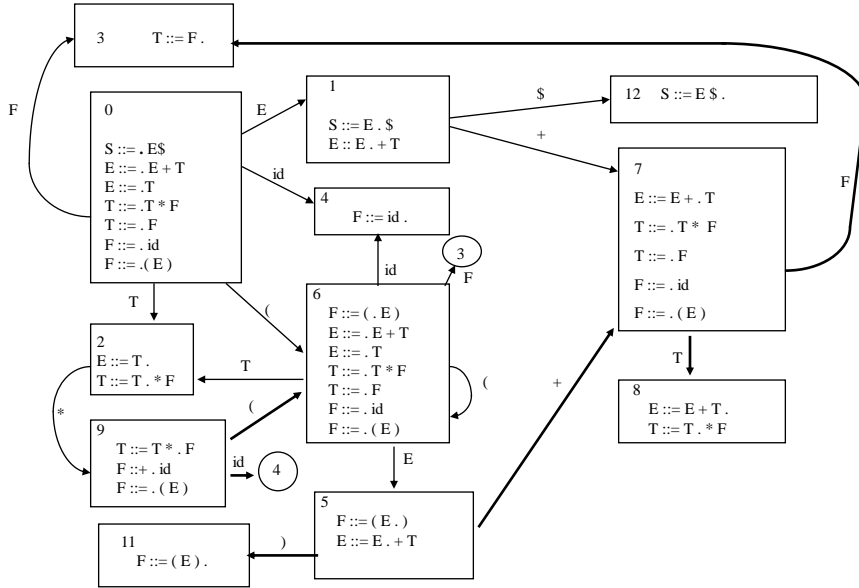 3 T ::= F .
F
0
S ::= . E$
E ::= . E + T
E ::= .T
T ::= .T * F
T ::= . F
F ::= . id
F ::= .( E )
E
id
T
(
1
S ::= E . $
E :: E . + T
$
+
12 S ::= E $ .
4
F ::= id .
7
E ::= E + . T
T ::= . T * F
T ::= . F
F ::= . id
F ::= . ( E )
F
T
id
3
F
6
F ::= ( . E )
E ::= . E + T
E ::= . T
T ::= . T * F
T ::= . F
F ::= . id
F ::= . ( E )
(
E
T
2
E ::= T .
T ::= T . * F
*
9
T ::= T * . F
F ::+ . id
F ::= . ( E )
(
id
4
+
8
E ::= E + T .
T ::= T . * F
5
F ::= ( E . )
E ::= E . + T
)
11
F ::= ( E ) .